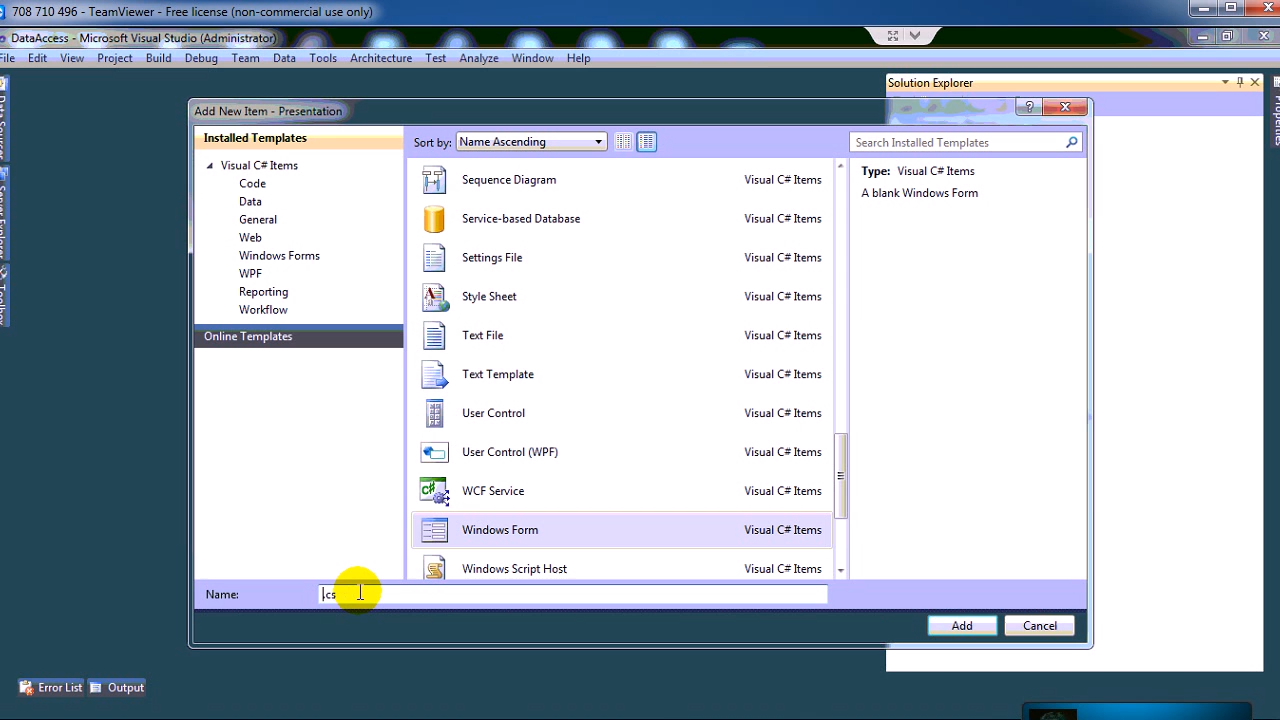 708 710 496 - TeamViewer - Free license (non-commercial use only)
DataAccess - Microsoft Visual Studio (Administrator)
File Edit View Project Build Debug Team Data Tools Architecture Test Analyze Window Help
Solution Explorer
Data Sources
Server Explorer
Toolbox
Properties
Add New Item - Presentation
Installed Templates
Sort by: Name Ascending
Search Installed Templates
Visual C# Items
Code
Data
General
Web
Windows Forms
WPF
Reporting
Workflow
Online Templates
Sequence Diagram Visual C# Items
Service-based Database Visual C# Items
Settings File Visual C# Items
Style Sheet Visual C# Items
Text File Visual C# Items
Text Template Visual C# Items
User Control Visual C# Items
User Control (WPF) Visual C# Items
WCF Service Visual C# Items
Windows Form Visual C# Items
Windows Script Host Visual C# Items
Type: Visual C# Items
A blank Windows Form
Name: .cs
Add Cancel
Error List Output